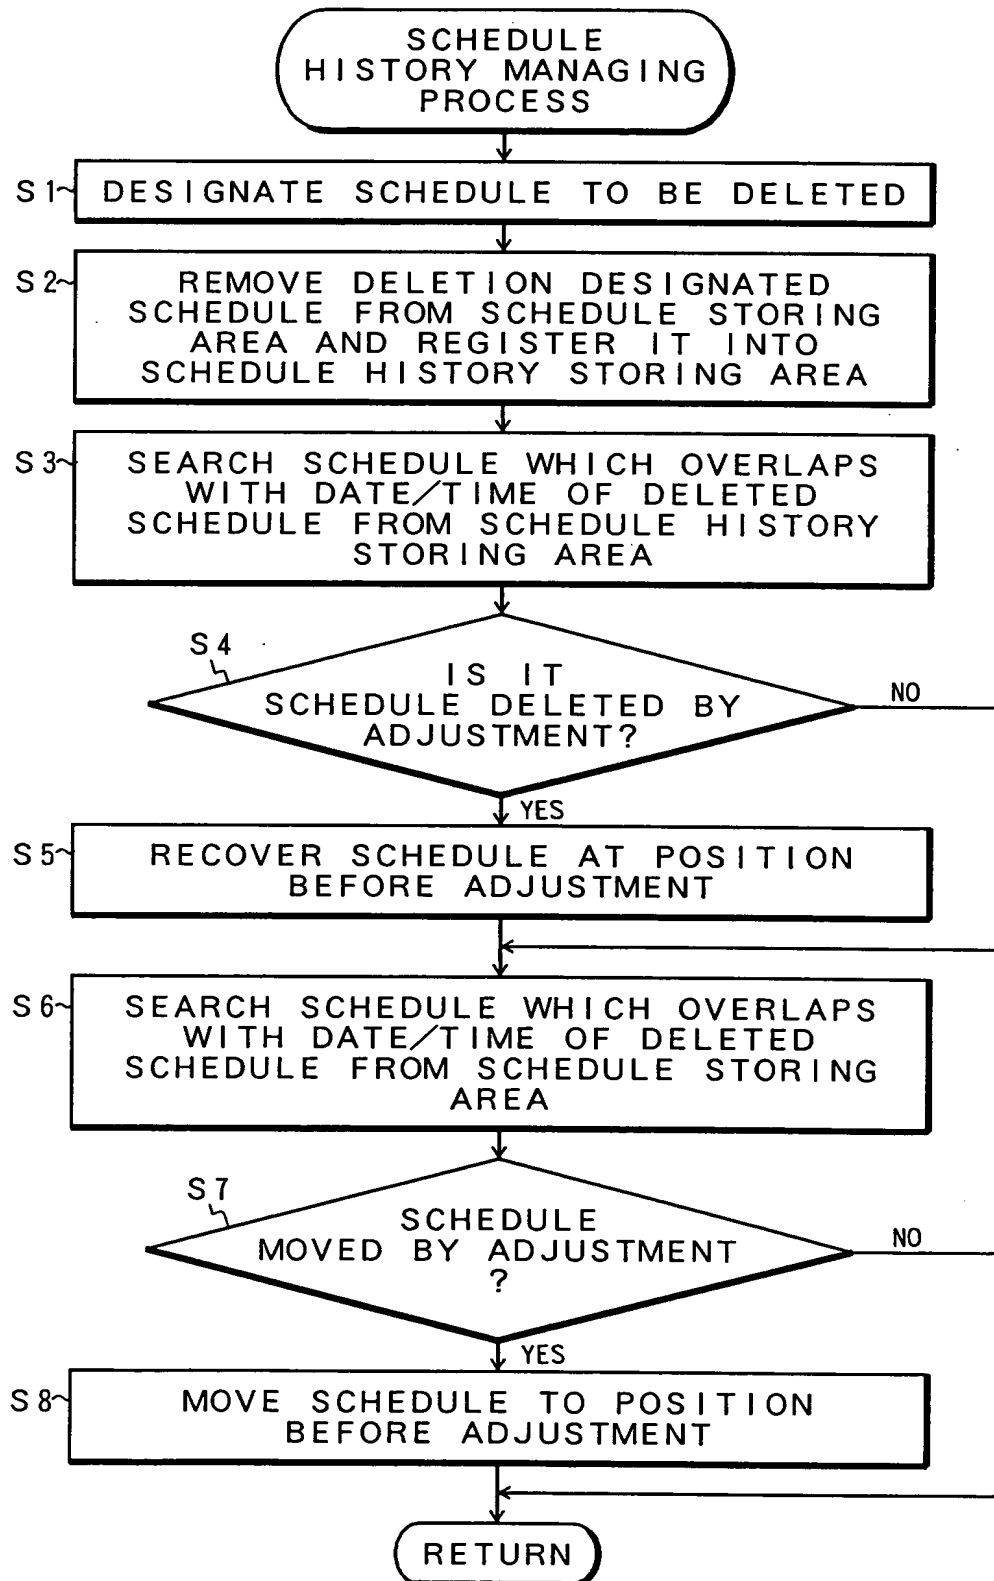 SCHEDULE
HISTORY MANAGING
PROCESS
S1
DESIGNATE SCHEDULE TO BE DELETED
S2
REMOVE DELETION DESIGNATED
SCHEDULE FROM SCHEDULE STORING
AREA AND REGISTER IT INTO
SCHEDULE HISTORY STORING AREA
S3
SEARCH SCHEDULE WHICH OVERLAPS
WITH DATE/TIME OF DELETED
SCHEDULE FROM SCHEDULE HISTORY
STORING AREA
S4
IS IT
SCHEDULE DELETED BY
ADJUSTMENT?
NO
YES
S5
RECOVER SCHEDULE AT POSITION
BEFORE ADJUSTMENT
S6
SEARCH SCHEDULE WHICH OVERLAPS
WITH DATE/TIME OF DELETED
SCHEDULE FROM SCHEDULE STORING
AREA
S7
SCHEDULE
MOVED BY ADJUSTMENT
?
NO
YES
S8
MOVE SCHEDULE TO POSITION
BEFORE ADJUSTMENT
RETURN